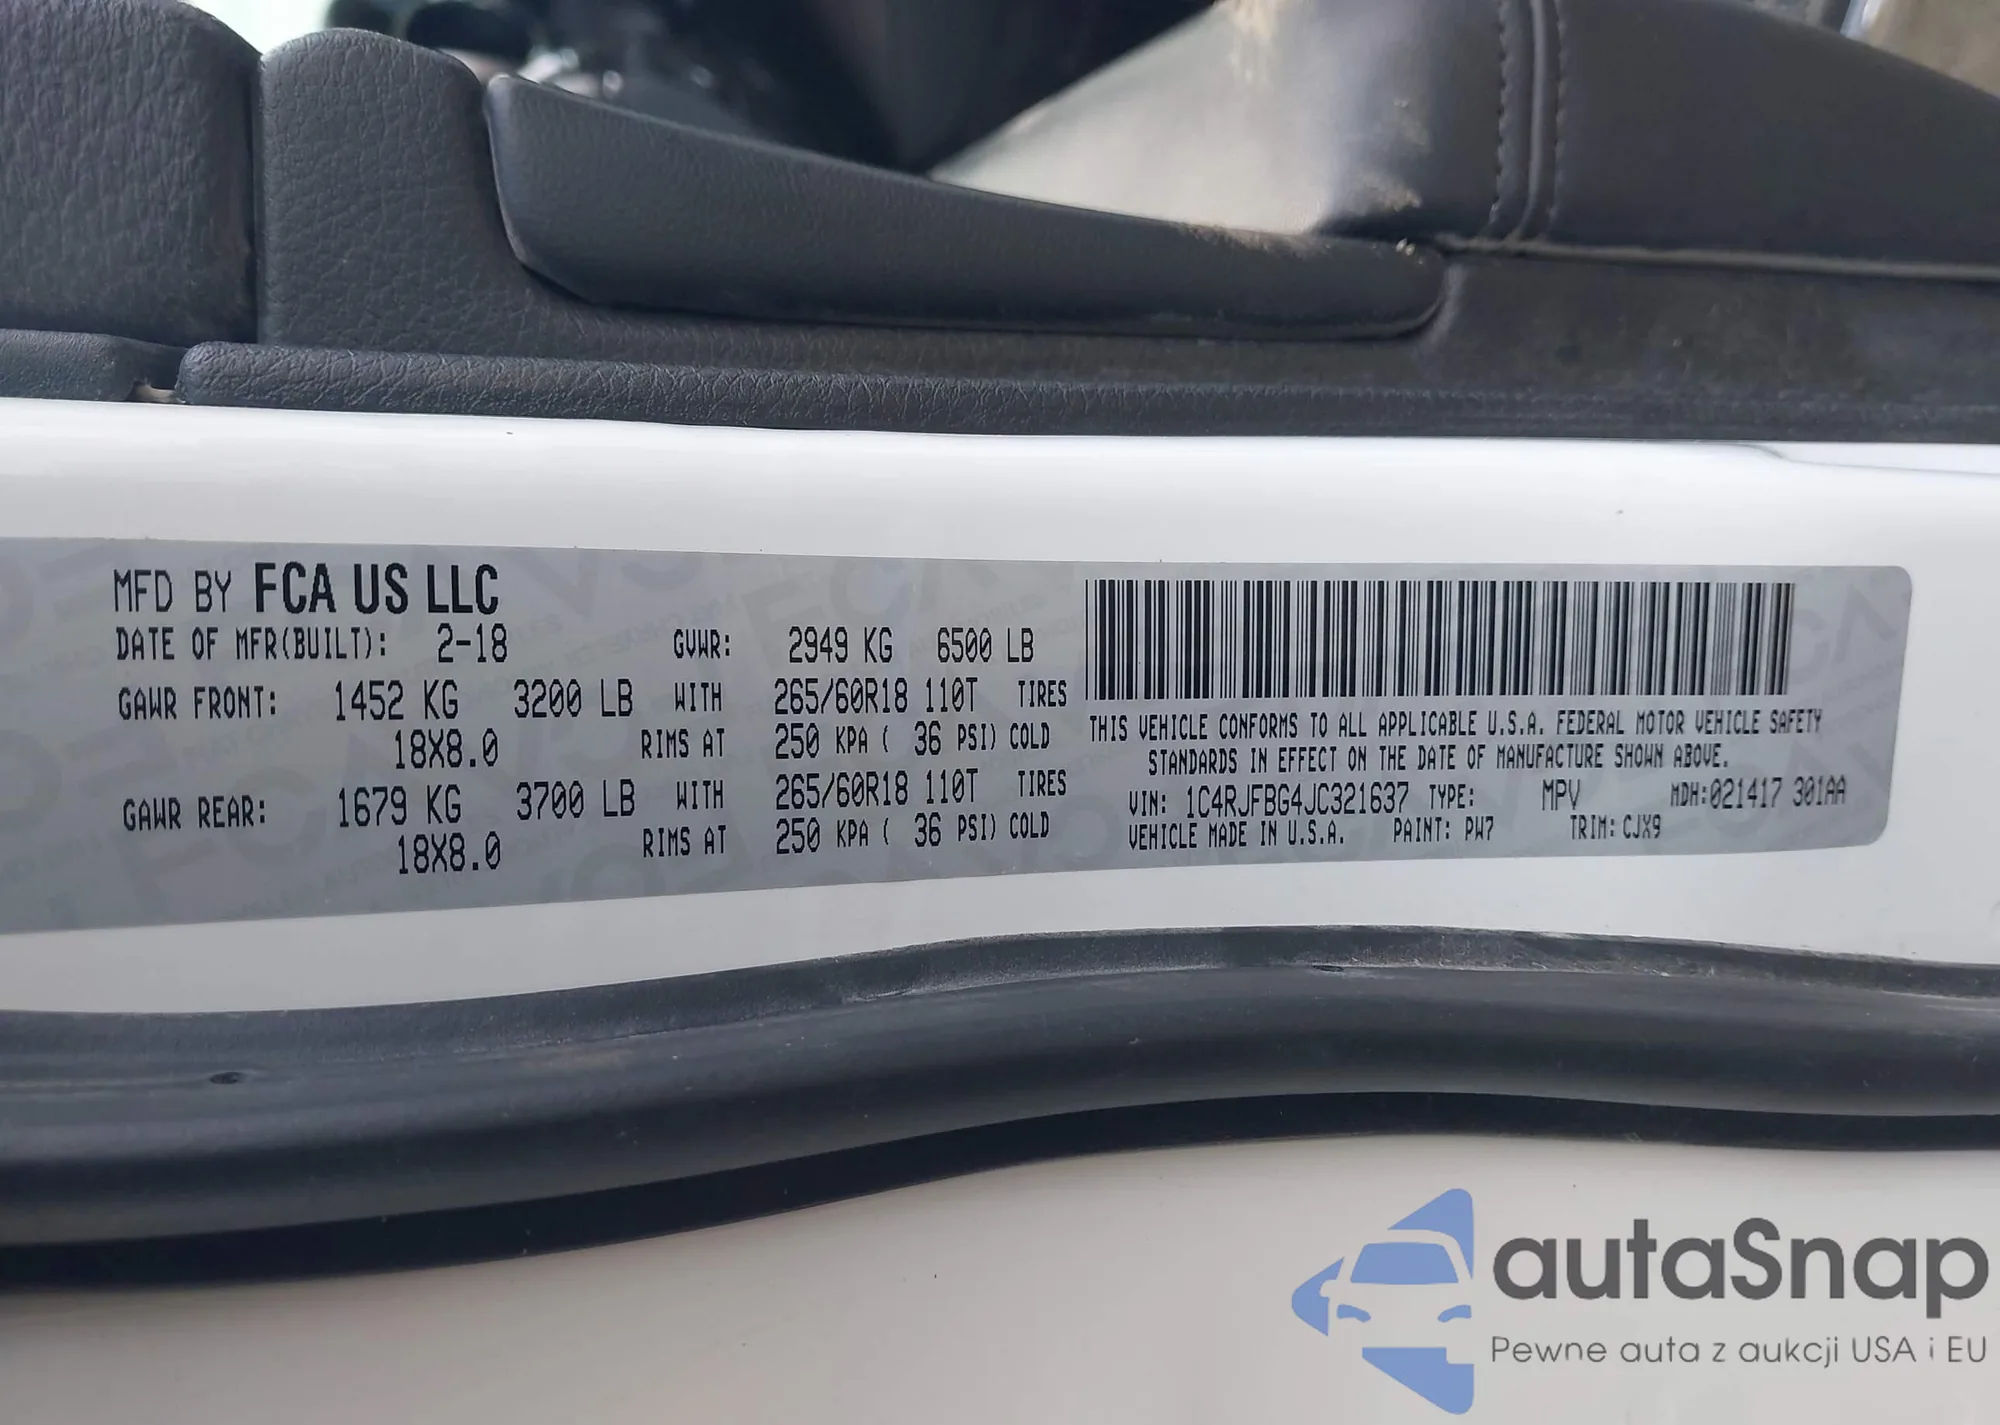 MFD BY FCA US LLC
DATE OF MFR(BUILT): 2-18 GVWR: 2949 KG 6500 LB
GAWR FRONT: 1452 KG 3200 LB WITH 265/60R18 110T TIRES
18X8.0 RIMS AT 250 KPA ( 36 PSI) COLD
GAWR REAR: 1679 KG 3700 LB WITH 265/60R18 110T TIRES
18X8.0 RIMS AT 250 KPA ( 36 PSI) COLD
THIS VEHICLE CONFORMS TO ALL APPLICABLE U.S.A. FEDERAL MOTOR VEHICLE SAFETY
STANDARDS IN EFFECT ON THE DATE OF MANUFACTURE SHOWN ABOVE.
VIN: 1C4RJFBG4JC321637 TYPE: MPV MDH:021417 301AA
VEHICLE MADE IN U.S.A. PAINT: PW7 TRIM: CJX9
autaSnap
Pewne auta z aukcji USA i EU